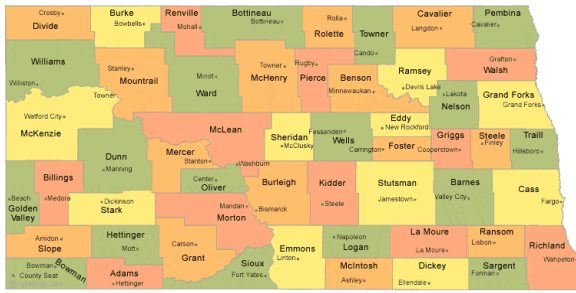 Crosby
Divide
Burke
Bowbells
Renville
Mohall
Bottineau
Bottineau
Rolla
Rolette
Towner
Cando
Cavalier
Langdon
Pembina
Cavalier
Williams
Williston
Stanley
Mountrail
Towner
Minot
Ward
Towner
McHenry
Rugby
Pierce
Benson
Minnewauken
Ramsey
Devils Lake
Grafton
Walsh
Lakota
Nelson
Grand Forks
Grand Forks
Watford City
McKenzie
McLean
Washburn
Sheridan
McClusky
Fessenden
Wells
Eddy
New Rockford
Carrington
Foster
Griggs
Cooperstown
Steele
Finley
Traill
Hillsboro
Dunn
Manning
Mercer
Stanton
Center
Oliver
Billings
Medora
Beach
Golden
Valley
Dickinson
Stark
Mandan
Morton
Burleigh
Bismarck
Kidder
Steele
Stutsman
Jamestown
Barnes
Valley City
Cass
Fargo
Amidon
Slope
Hettinger
Mott
Carson
Grant
Sioux
Fort Yates
Emmons
Linton
Napoleon
Logan
La Moure
La Moure
Ransom
Lisbon
Richland
Wahpeton
Bowman
Bowman
County Seat
Adams
Hettinger
McIntosh
Ashley
Dickey
Ellendale
Sargent
Forman